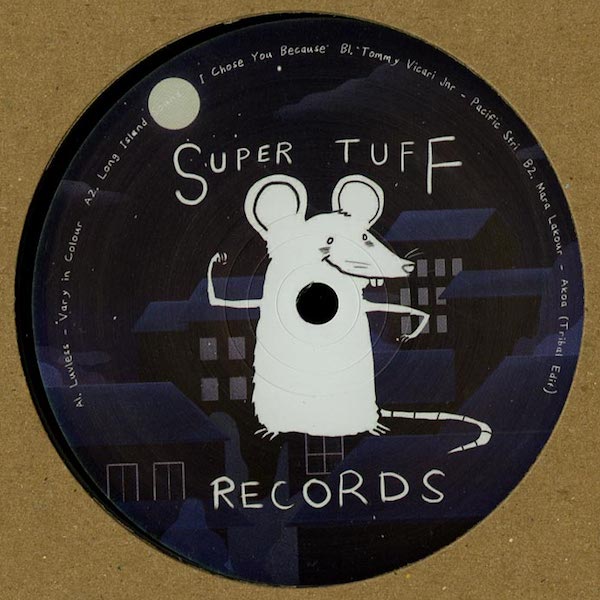 SUPER TUFF
RECORDS
A1. Luvless - Vary in Colour A2. Long Island Sound I Chose You Because B1. Tommy Vicari Jnr - Pacific Strl B2. Mara Lakour - Akoa (Tribal Edit)